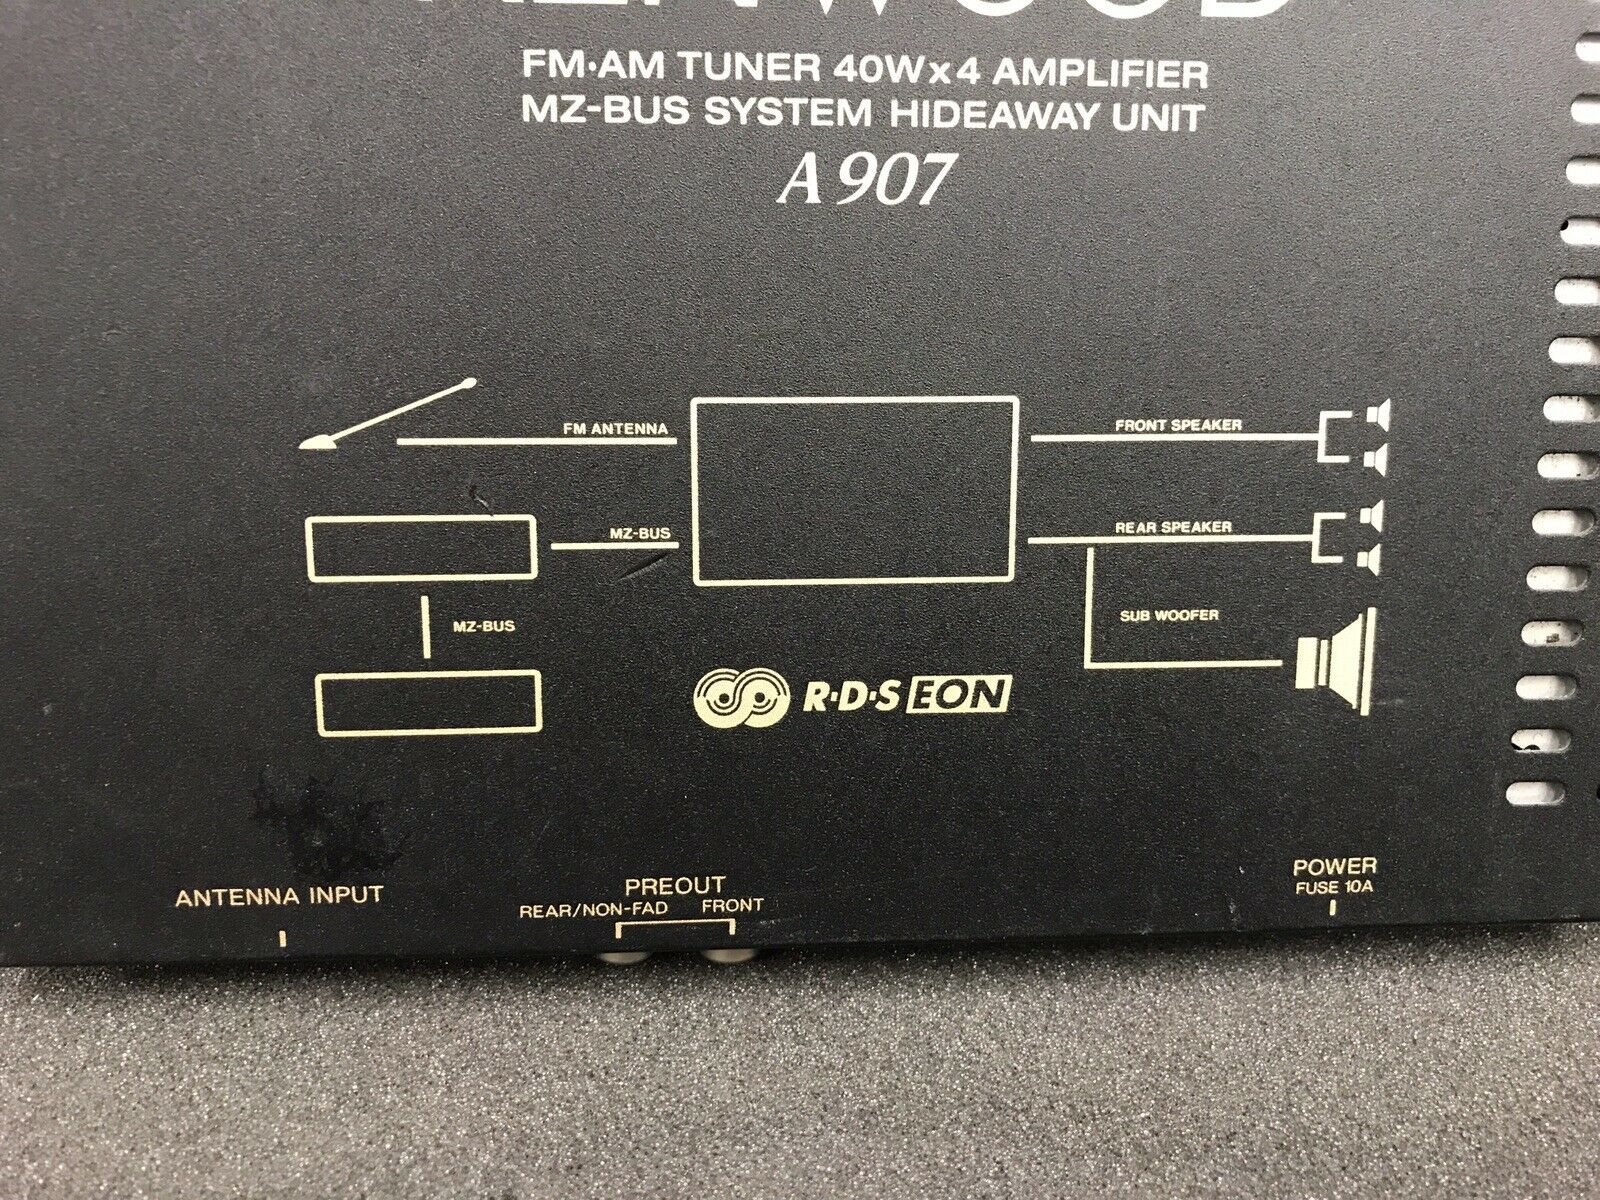 KENWOOD
FM·AM TUNER 40Wx4 AMPLIFIER
MZ-BUS SYSTEM HIDEAWAY UNIT
A907
FM ANTENNA
FRONT SPEAKER
MZ-BUS
REAR SPEAKER
MZ-BUS
SUB WOOFER
R·D·S EON
ANTENNA INPUT
PREOUT
REAR/NON-FAD FRONT
POWER
FUSE 10A